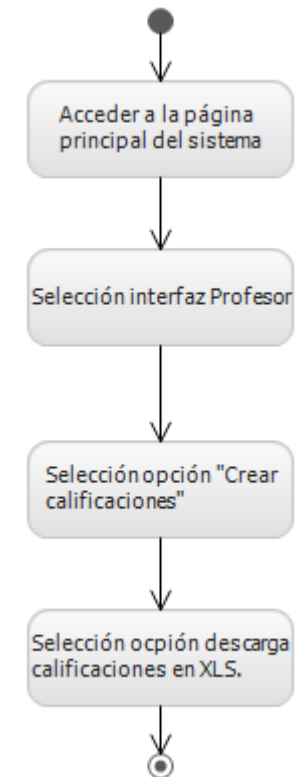 Acceder a la página
principal del sistema
Selección interfaz Profesor
Selección opción "Crear
calificaciones"
Selección ocpión descarga
calificaciones en XLS.